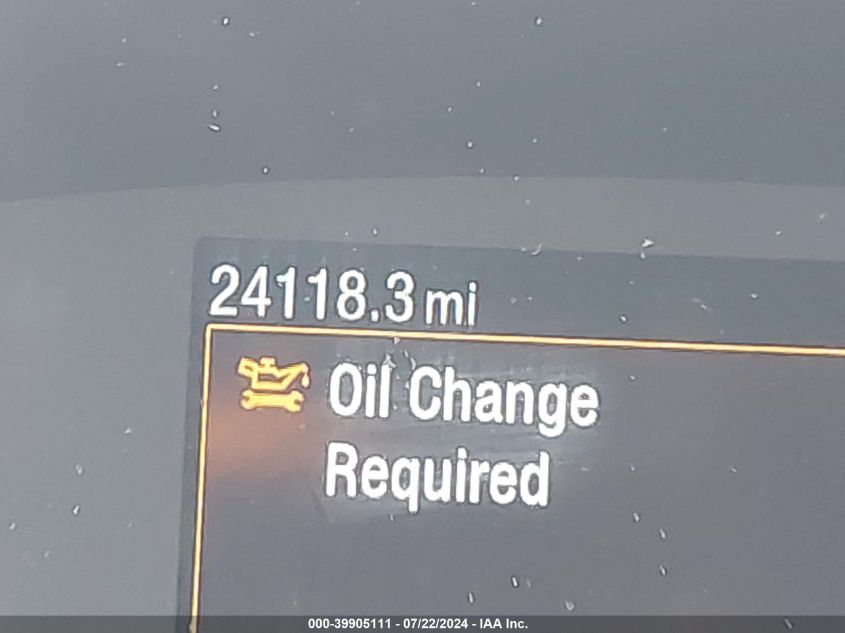 24118.3 mi
Oil Change
Required
000-39905111 - 07/22/2024 - IAA Inc.